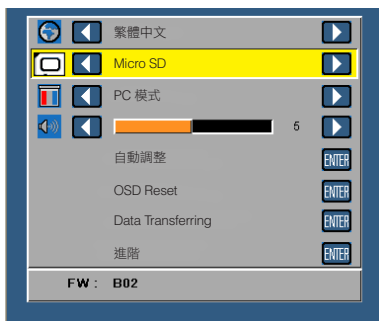 繁體中文
Micro SD
PC 模式
5
自動調整 ENTER
OSD Reset ENTER
Data Transferring ENTER
進階 ENTER
FW : B02